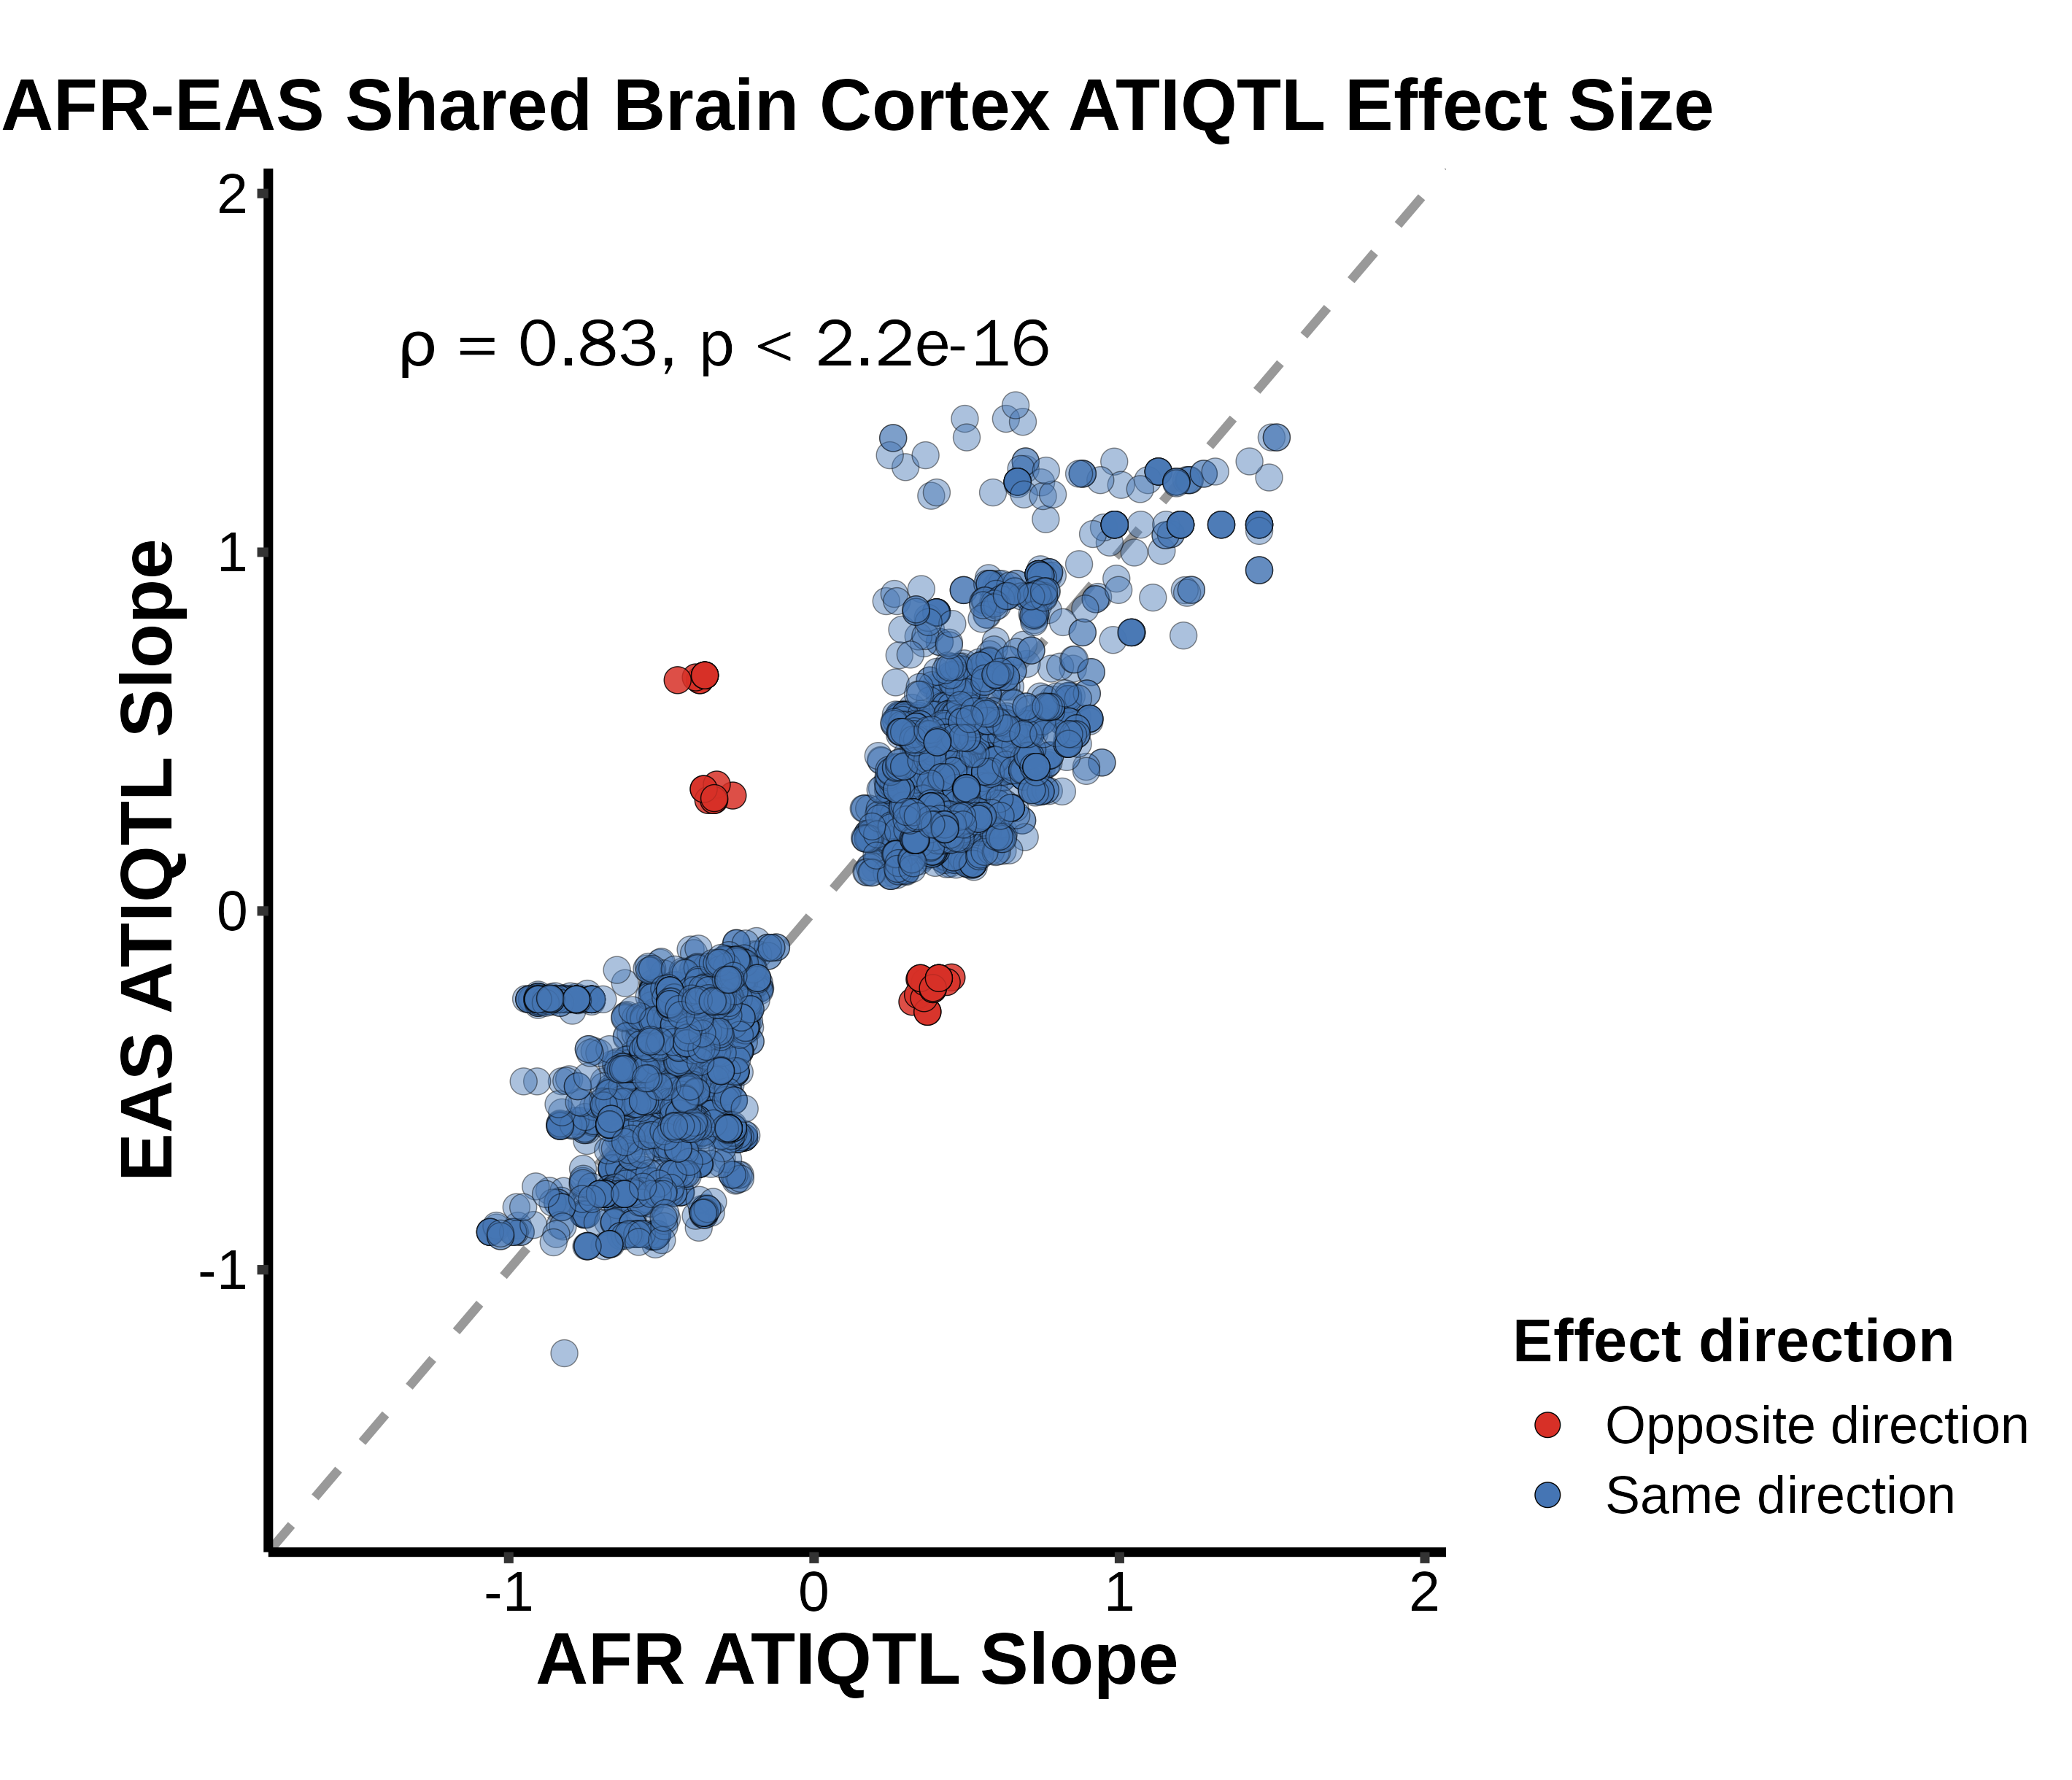 AFR-EAS Shared Brain Cortex ATIQTL Effect Size
2
ρ = 0.83, p < 2.2e-16
1
EAS ATIQTL Slope
0
-1
Effect direction
Opposite direction
Same direction
-1 0 1 2
AFR ATIQTL Slope